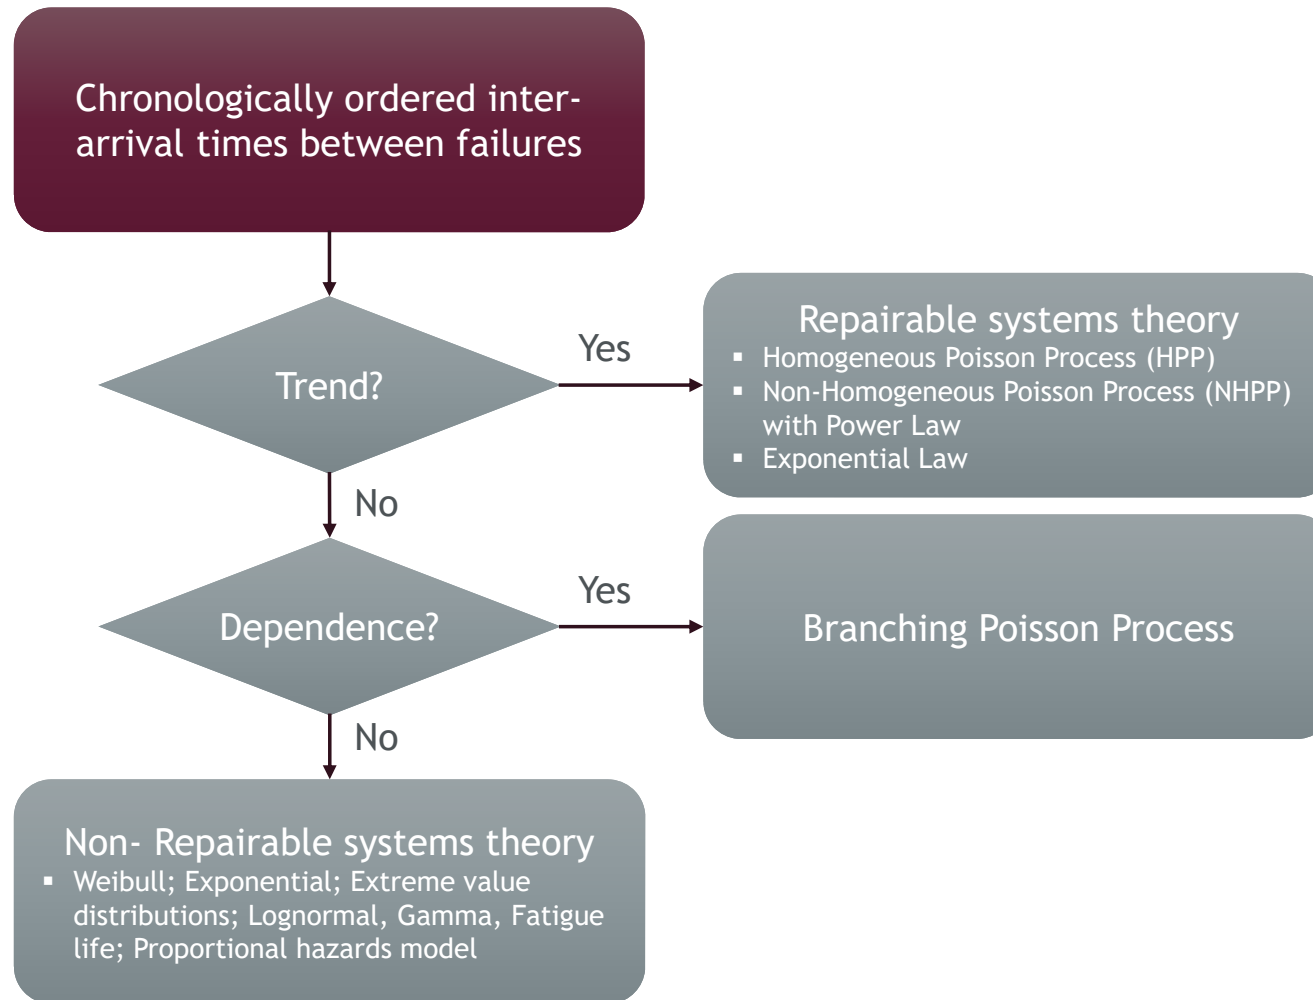 Chronologically ordered inter-
arrival times between failures
Trend?
Yes
Repairable systems theory
▪ Homogeneous Poisson Process (HPP)
▪ Non-Homogeneous Poisson Process (NHPP)
with Power Law
▪ Exponential Law
No
Dependence?
Yes
Branching Poisson Process
No
Non- Repairable systems theory
▪ Weibull; Exponential; Extreme value
distributions; Lognormal, Gamma, Fatigue
life; Proportional hazards model